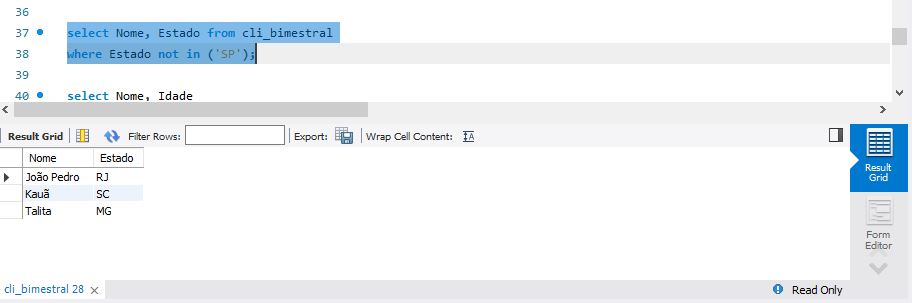 36
37 select Nome, Estado from cli_bimestral
38 where Estado not in ('SP');
39
40 select Nome, Idade
Result Grid Filter Rows: Export: Wrap Cell Content: IA
Nome Estado
João Pedro RJ
Kauã SC
Talita MG
Result
Grid
Form
Editor
cli_bimestral 28 × Read Only